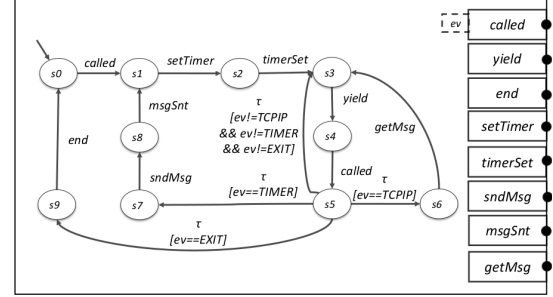 ev called
s0 called s1 setTimer s2 timerSet s3
yield
τ
[ev!=TCPIP
&& ev!=TIMER
&& ev!=EXIT]
yield
msgSnt
getMsg
end
s8
s4
end
setTimer
called
timerSet
sndMsg
τ
[ev==TIMER]
τ
[ev==TCPIP]
s9
s7
s5
s6
sndMsg
τ
[ev==EXIT]
msgSnt
getMsg